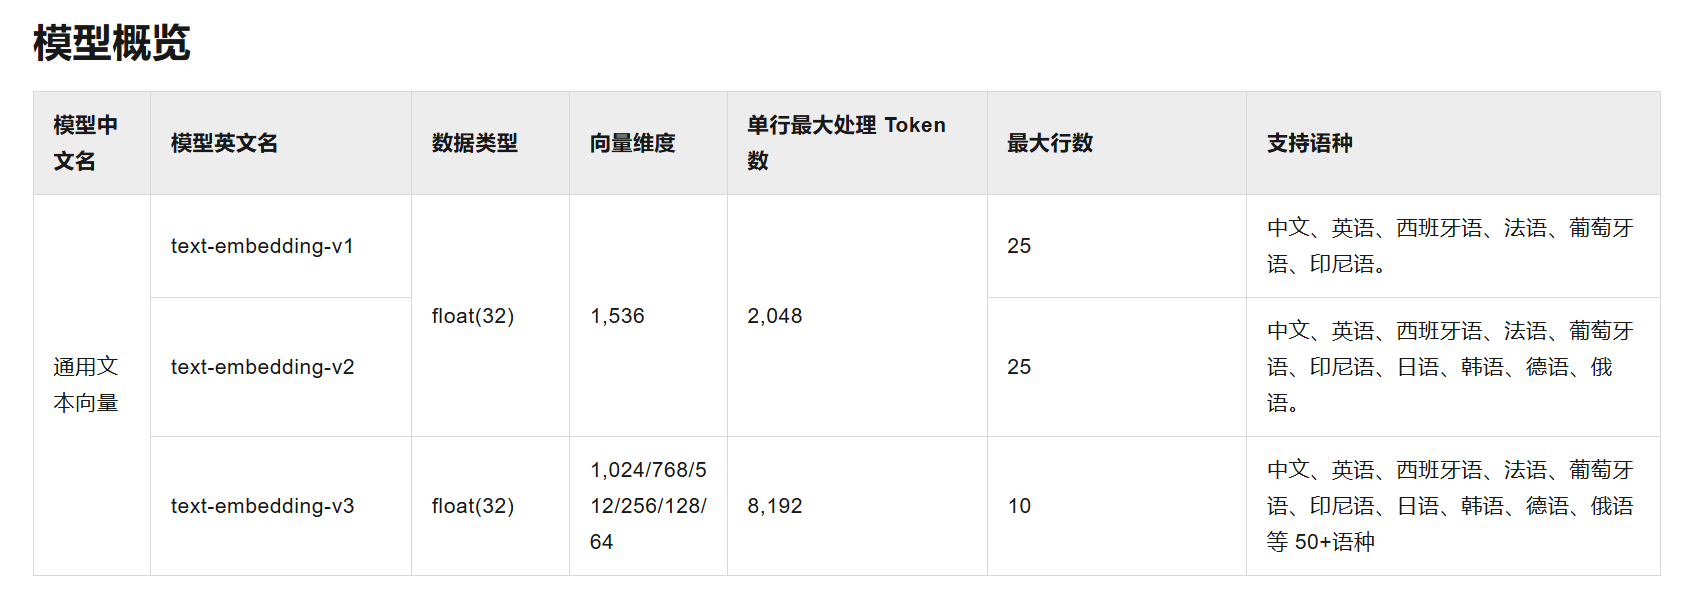 模型概览
模型中
文名
模型英文名
数据类型
向量维度
单行最大处理 Token
数
最大行数
支持语种
通用文
本向量
text-embedding-v1
float(32)
1,536
2,048
25
中文、英语、西班牙语、法语、葡萄牙
语、印尼语。
text-embedding-v2
25
中文、英语、西班牙语、法语、葡萄牙
语、印尼语、日语、韩语、德语、俄
语。
text-embedding-v3
float(32)
1,024/768/5
12/256/128/
64
8,192
10
中文、英语、西班牙语、法语、葡萄牙
语、印尼语、日语、韩语、德语、俄语
等 50+语种